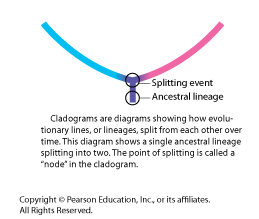 Splitting event
Ancestral lineage
Cladograms are diagrams showing how evolu-
tionary lines, or lineages, split from each other over
time. This diagram shows a single ancestral lineage
splitting into two. The point of splitting is called a
“node” in the cladogram.
Copyright © Pearson Education, Inc., or its affiliates.
All Rights Reserved.